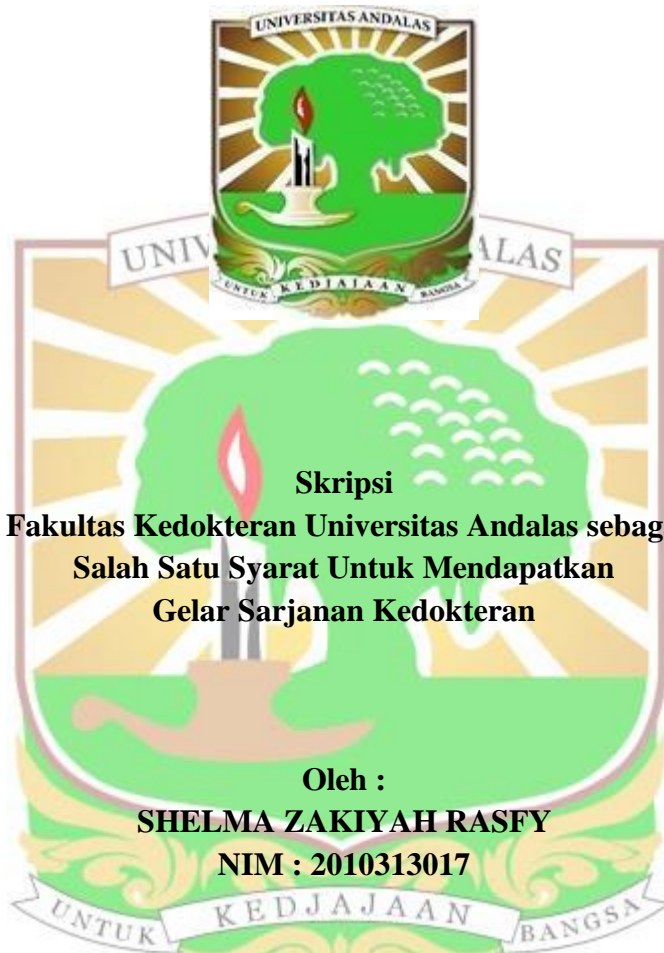 UNIVERSITAS ANDALAS
UNTUK KEDJAJAAN BANGSA
ALAS
Skripsi
Fakultas Kedokteran Universitas Andalas sebag
Salah Satu Syarat Untuk Mendapatkan
Gelar Sarjanan Kedokteran
Oleh :
SHELMA ZAKIYAH RASFY
NIM : 2010313017
UNTUK KEDJAJAAN BANGSA